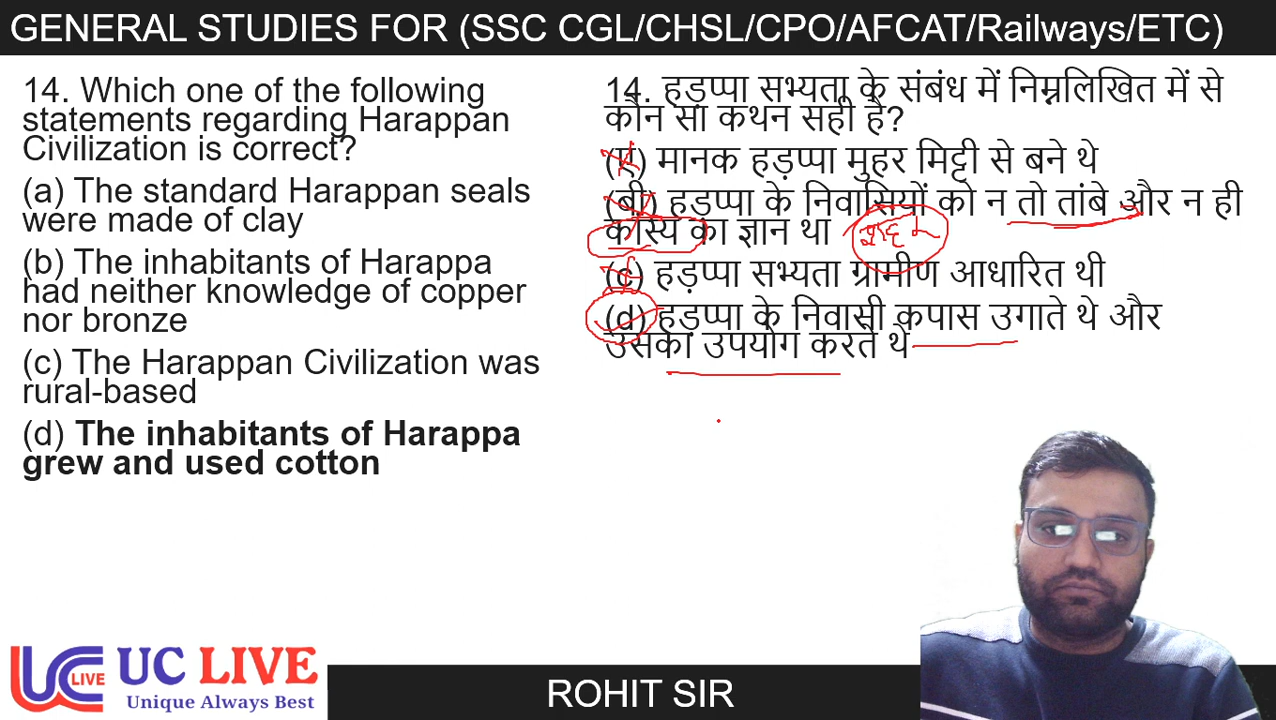 GENERAL STUDIES FOR (SSC CGL/CHSL/CPO/AFCAT/Railways/ETC)
14. Which one of the following
statements regarding Harappan
Civilization is correct?
(a) The standard Harappan seals
were made of clay
(b) The inhabitants of Harappa
had neither knowledge of copper
nor bronze
(c) The Harappan Civilization was
rural-based
(d) The inhabitants of Harappa
grew and used cotton
14. हड़प्पा सभ्यता के संबंध में निम्नलिखित में से
कौन सा कथन सही है?
(ए) मानक हड़प्पा मुहर मिट्टी से बने थे
(बी) हड़प्पा के निवासियों को न तो तांबे और न ही
कांस्य का ज्ञान था
(c) हड़प्पा सभ्यता ग्रामीण आधारित थी
(d) हड़प्पा के निवासी कपास उगाते थे और
उसका उपयोग करते थे
UC LIVE
LIVE
Unique Always Best
ROHIT SIR